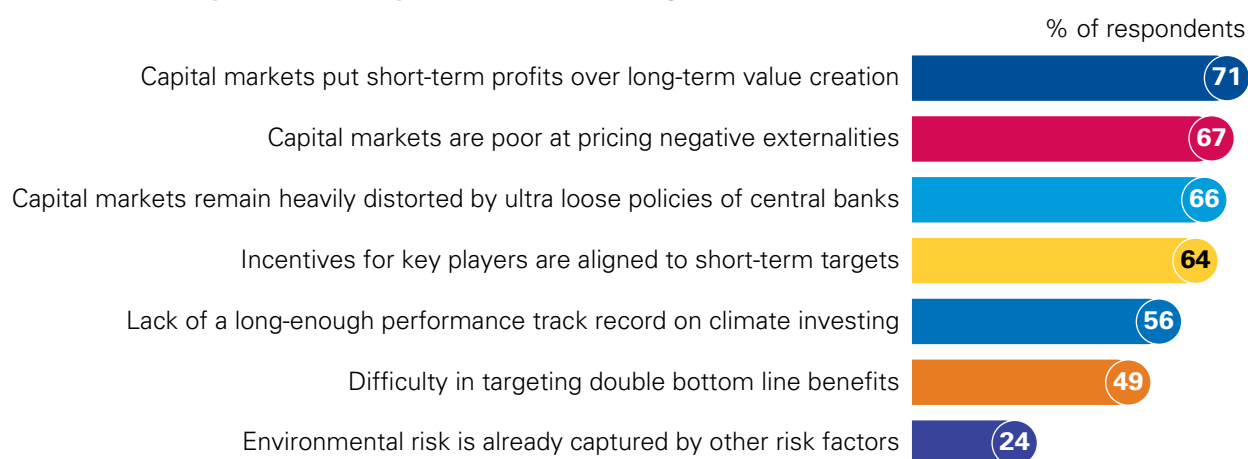 % of respondents
Capital markets put short-term profits over long-term value creation 71
Capital markets are poor at pricing negative externalities 67
Capital markets remain heavily distorted by ultra loose policies of central banks 66
Incentives for key players are aligned to short-term targets 64
Lack of a long-enough performance track record on climate investing 56
Difficulty in targeting double bottom line benefits 49
Environmental risk is already captured by other risk factors 24